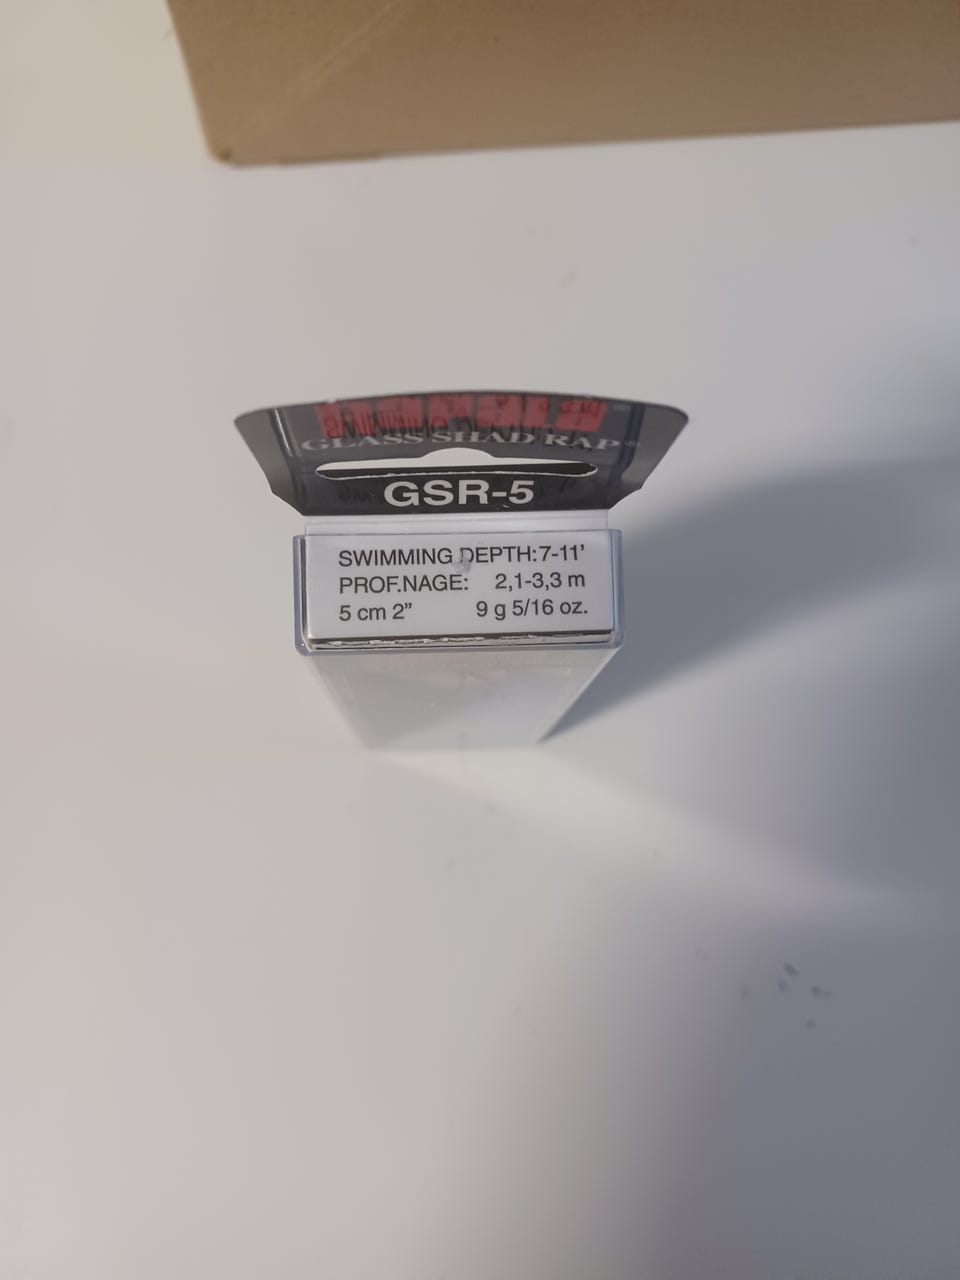 GLASS SHAD RAP®
GSR-5
SWIMMING DEPTH:7-11'
PROF.NAGE: 2,1-3,3 m
5 cm 2" 9 g 5/16 oz.